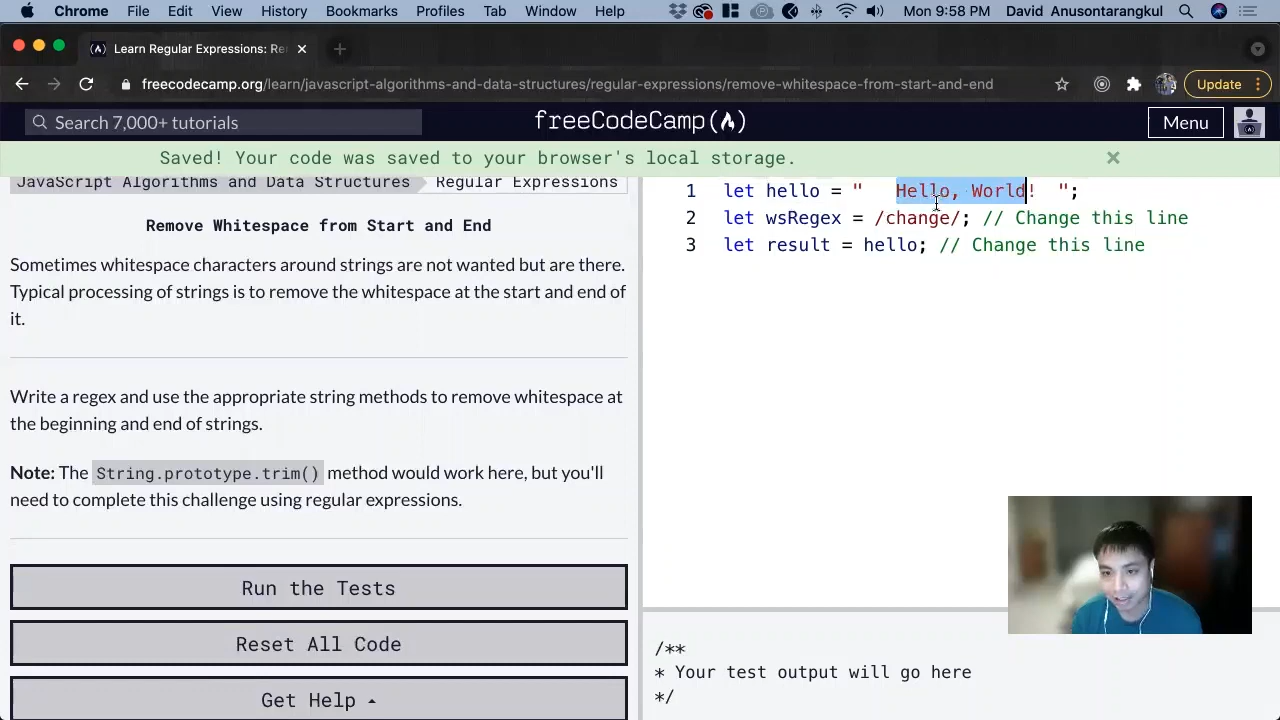 Chrome File Edit View History Bookmarks Profiles Tab Window Help Mon 9:58 PM David Anusontarangkul
Learn Regular Expressions: Re
freecodecamp.org/learn/javascript-algorithms-and-data-structures/regular-expressions/remove-whitespace-from-start-and-end Update
Search 7,000+ tutorials freeCodeCamp Menu
Saved! Your code was saved to your browser's local storage. ×
JavaScript Algorithms and Data Structures Regular Expressions
Remove Whitespace from Start and End
Sometimes whitespace characters around strings are not wanted but are there.
Typical processing of strings is to remove the whitespace at the start and end of
it.
Write a regex and use the appropriate string methods to remove whitespace at
the beginning and end of strings.
Note: The String.prototype.trim() method would work here, but you'll
need to complete this challenge using regular expressions.
Run the Tests
Reset All Code
Get Help
1 let hello = "   Hello, World!  ";
2 let wsRegex = /change/; // Change this line
3 let result = hello; // Change this line
/**
* Your test output will go here
*/